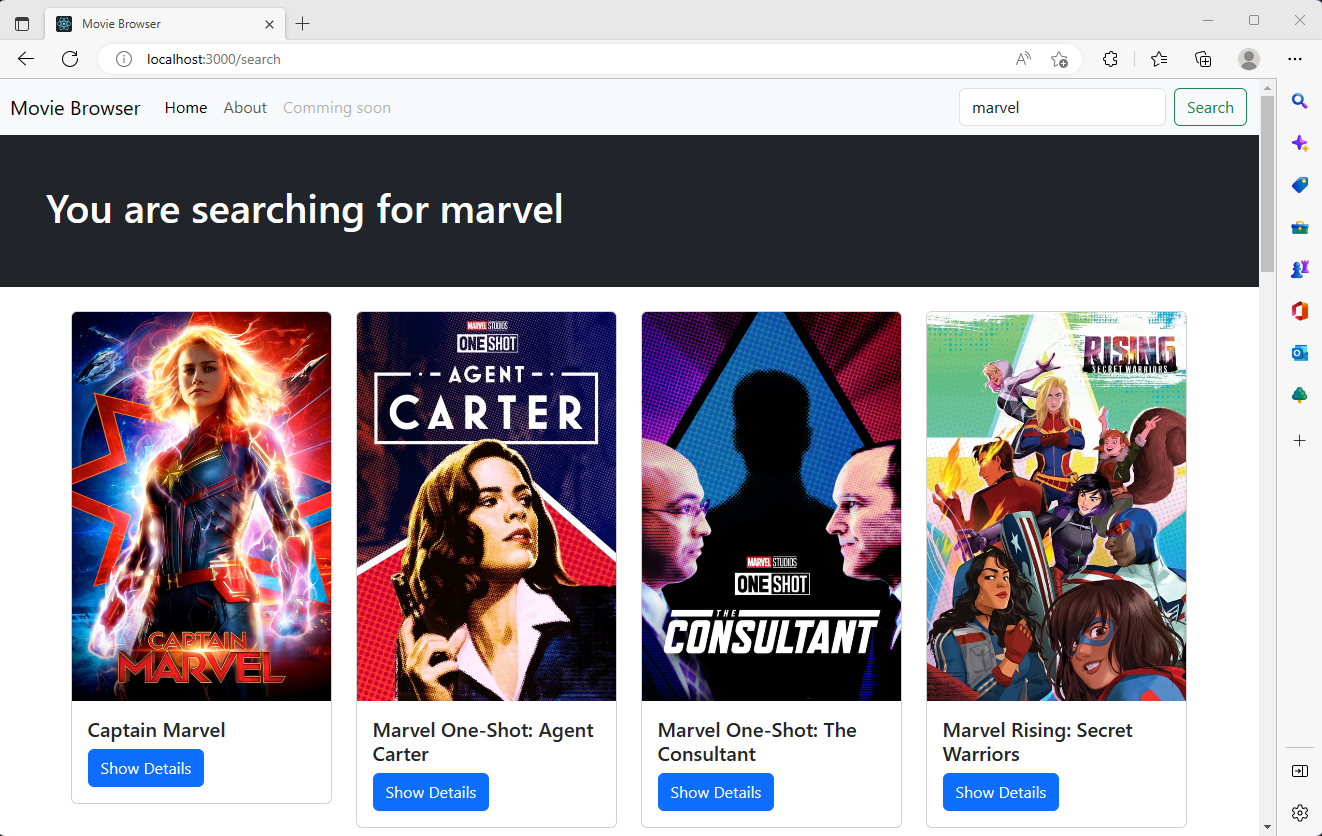 Movie Browser
localhost:3000/search
Movie Browser Home About Comming soon marvel Search
You are searching for marvel
MARVEL STUDIOS
ONE SHOT
AGENT
CARTER
CAPTAIN
MARVEL
MARVEL STUDIOS
ONE SHOT
THE
CONSULTANT
RISING
SECRET WARRIORS
Captain Marvel
Show Details
Marvel One-Shot: Agent
Carter
Show Details
Marvel One-Shot: The
Consultant
Show Details
Marvel Rising: Secret
Warriors
Show Details